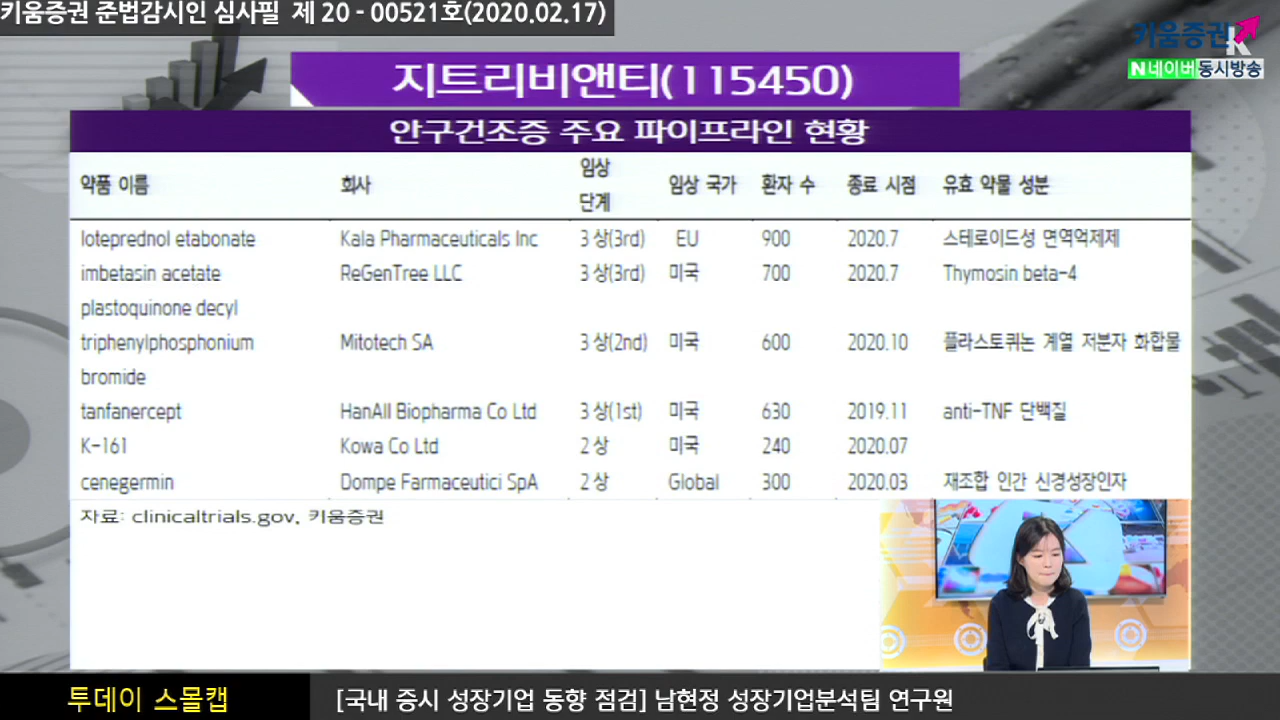 키움증권 준법감시인 심사필 제 20 - 00521호(2020.02.17)
키움증권
N 네이버 동시방송
지트리비앤티(115450)
안구건조증 주요 파이프라인 현황
약품 이름 회사 임상 단계 임상 국가 환자 수 종료 시점 유효 약물 성분
loteprednol etabonate Kala Pharmaceuticals Inc 3상(3rd) EU 900 2020.7 스테로이드성 면역억제제
imbetasin acetate ReGenTree LLC 3상(3rd) 미국 700 2020.7 Thymosin beta-4
plastoquinone decyl
triphenylphosphonium Mitotech SA 3상(2nd) 미국 600 2020.10 플라스토퀴논 계열 저분자 화합물
bromide
tanfanercept HanAll Biopharma Co Ltd 3상(1st) 미국 630 2019.11 anti-TNF 단백질
K-161 Kowa Co Ltd 2상 미국 240 2020.07
cenegermin Dompe Farmaceutici SpA 2상 Global 300 2020.03 재조합 인간 신경성장인자
자료: clinicaltrials.gov, 키움증권
투데이 스몰캡
[국내 증시 성장기업 동향 점검] 남현정 성장기업분석팀 연구원